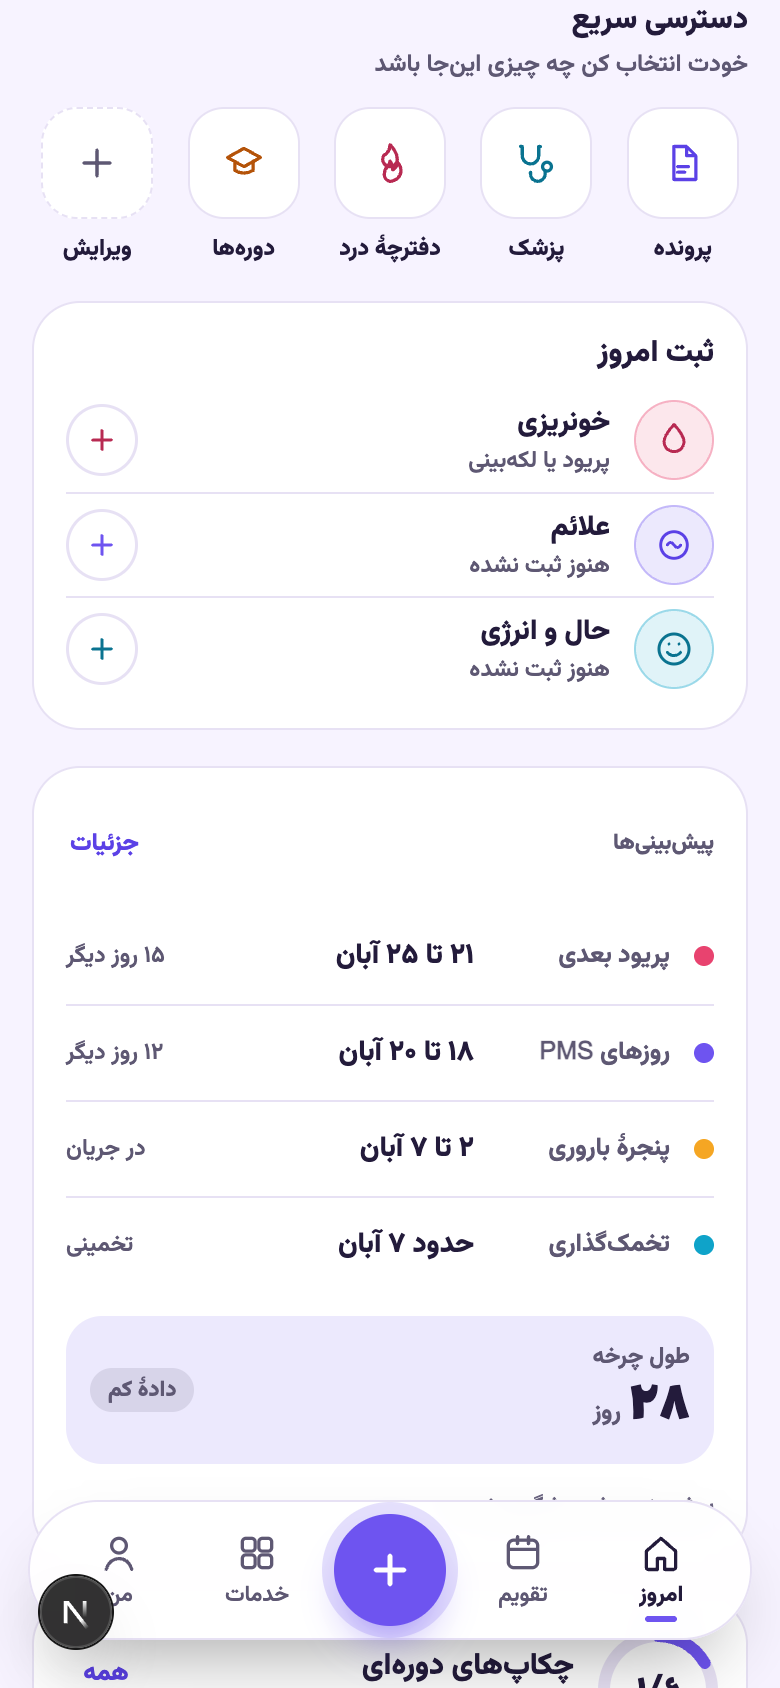 دسترسی سریع
خودت انتخاب کن چه چیزی این‌جا باشد
پرونده
پزشک
دفترچهٔ درد
دوره‌ها
ویرایش
ثبت امروز
خونریزی
پریود یا لکه‌بینی
علائم
هنوز ثبت نشده
حال و انرژی
هنوز ثبت نشده
پیش‌بینی‌ها جزئیات
پریود بعدی ۲۱ تا ۲۵ آبان ۱۵ روز دیگر
روزهای PMS ۱۸ تا ۲۰ آبان ۱۲ روز دیگر
پنجرهٔ باروری ۲ تا ۷ آبان در جریان
تخمک‌گذاری حدود ۷ آبان تخمینی
طول چرخه
۲۸ روز دادهٔ کم
امروز
تقویم
خدمات
من
N
چکاپ‌های دوره‌ای همه